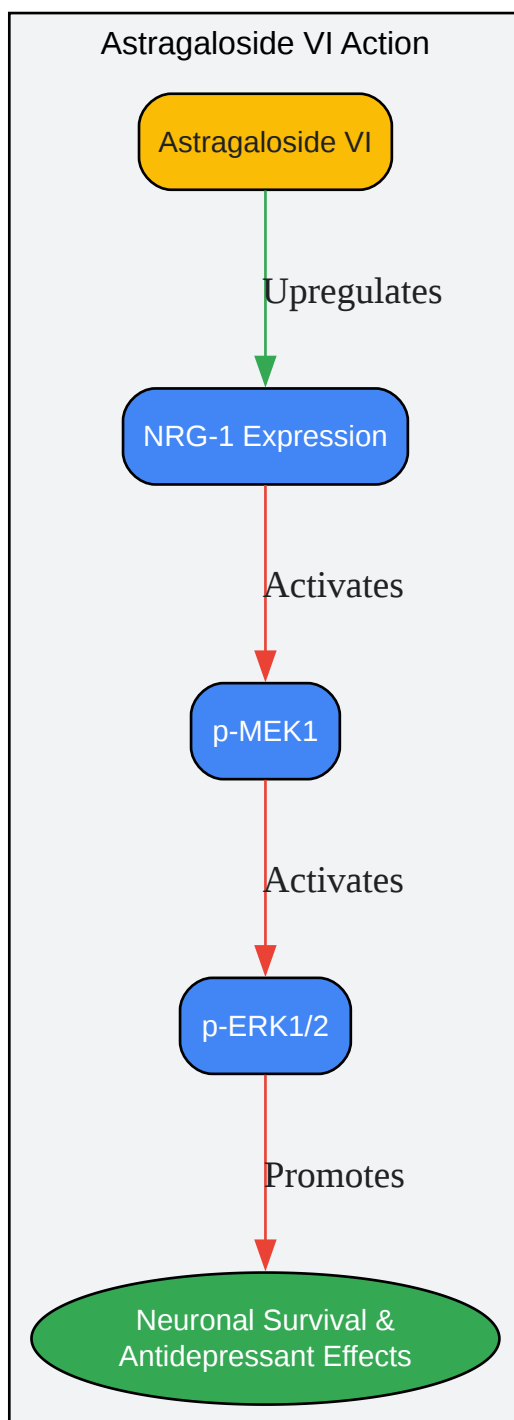 Astragaloside VI Action
Astragaloside VI
Upregulates
NRG-1 Expression
Activates
p-MEK1
Activates
p-ERK1/2
Promotes
Neuronal Survival &
Antidepressant Effects